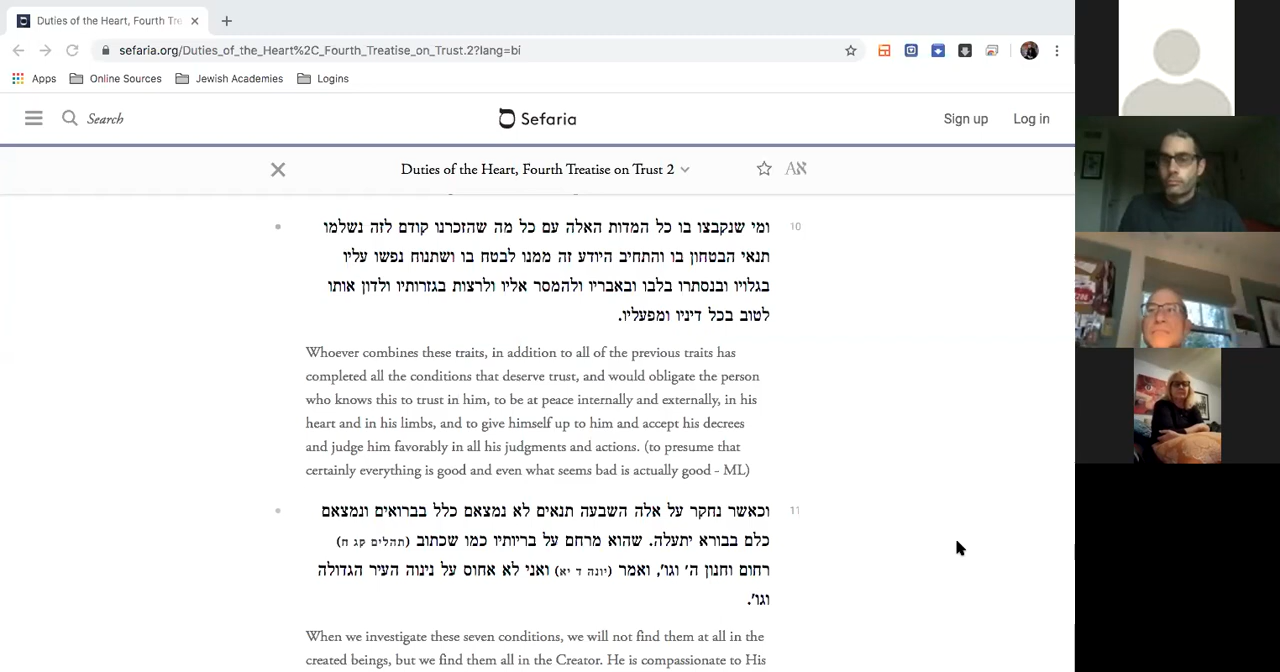 Duties of the Heart, Fourth Tre
sefaria.org/Duties_of_the_Heart%2C_Fourth_Treatise_on_Trust.2?lang=bi
Apps Online Sources Jewish Academies Logins
Search Sefaria Sign up Log in
Duties of the Heart, Fourth Treatise on Trust 2 Aא
ומי שנקבצו בו כל המדות האלה עם כל מה שהזכרנו קודם לזה נשלמו 10
תנאי הבטחון בו והתחיב היודע זה ממנו לבטח בו ושתנוח נפשו עליו
בגלויו ובנסתרו בלבו ובאבריו ולהמסר אליו ולרצות בגזרותיו ולדון אותו
לטוב בכל דיניו ומפעליו.
Whoever combines these traits, in addition to all of the previous traits has
completed all the conditions that deserve trust, and would obligate the person
who knows this to trust in him, to be at peace internally and externally, in his
heart and in his limbs, and to give himself up to him and accept his decrees
and judge him favorably in all his judgments and actions. (to presume that
certainly everything is good and even what seems bad is actually good - ML)
וכאשר נחקר על אלה השבעה תנאים לא נמצאם כלל בברואים ונמצאם 11
כלם בבורא יתעלה. שהוא מרחם על בריותיו כמו שכתוב (תהלים קג ח)
רחום וחנון ה׳ וגו׳, ואמר (יונה ד יא) ואני לא אחוס על נינוה העיר הגדולה
וגו׳.
When we investigate these seven conditions, we will not find them at all in the
created beings, but we find them all in the Creator. He is compassionate to His